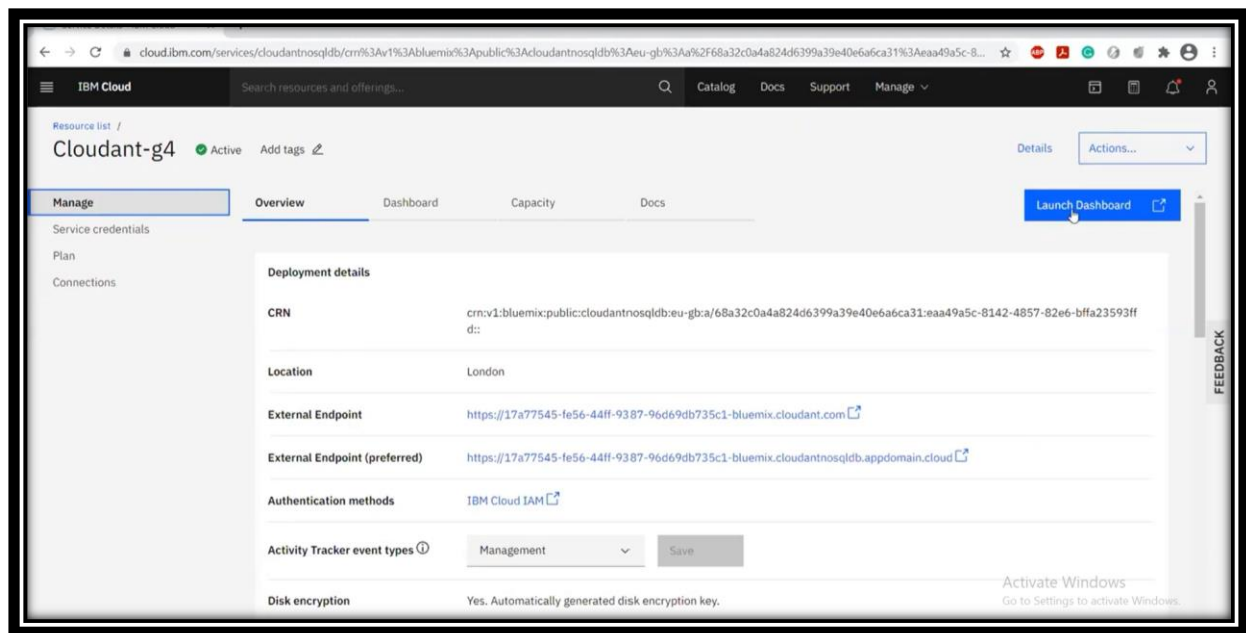 cloud.ibm.com/services/cloudantnosqldb/crn%3Av1%3Abluemix%3Apublic%3Acloudantnosqldb%3Aeu-gb%3Aa%2F68a32c0a4a824d6399a39e40e6a6ca31%3Aeaa49a5c-8...
IBM Cloud Search resources and offerings... Catalog Docs Support Manage
Resource list /
Cloudant-g4 Active Add tags Details Actions...
Manage Overview Dashboard Capacity Docs Launch Dashboard
Service credentials
Plan
Connections
Deployment details
CRN crn:v1:bluemix:public:cloudantnosqldb:eu-gb:a/68a32c0a4a824d6399a39e40e6a6ca31:eaa49a5c-8142-4857-82e6-bffa23593ff
d::
Location London
External Endpoint https://17a77545-fe56-44ff-9387-96d69db735c1-bluemix.cloudant.com
External Endpoint (preferred) https://17a77545-fe56-44ff-9387-96d69db735c1-bluemix.cloudantnosqldb.appdomain.cloud
Authentication methods IBM Cloud IAM
Activity Tracker event types Management Save
Disk encryption Yes. Automatically generated disk encryption key.
FEEDBACK
Activate Windows
Go to Settings to activate Windows.